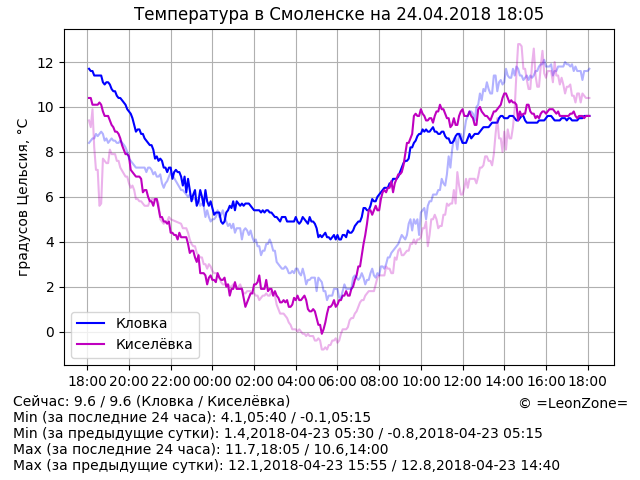 Температура в Смоленске на 24.04.2018 18:05
градусов Цельсия, °C
12
10
8
6
4
2
0
Кловка
Киселёвка
18:00 20:00 22:00 00:00 02:00 04:00 06:00 08:00 10:00 12:00 14:00 16:00 18:00
Сейчас: 9.6 / 9.6 (Кловка / Киселёвка)
© =LeonZone=
Min (за последние 24 часа): 4.1,05:40 / -0.1,05:15
Min (за предыдущие сутки): 1.4,2018-04-23 05:30 / -0.8,2018-04-23 05:15
Max (за последние 24 часа): 11.7,18:05 / 10.6,14:00
Max (за предыдущие сутки): 12.1,2018-04-23 15:55 / 12.8,2018-04-23 14:40